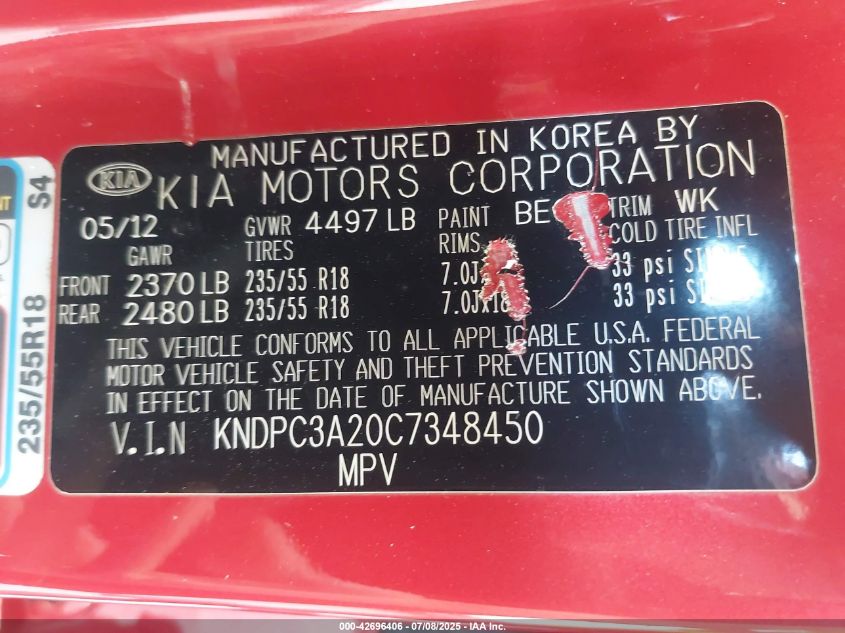 MANUFACTURED IN KOREA BY
KIA KIA MOTORS CORPORATION
05/12 GVWR 4497 LB PAINT BE TRIM WK
GAWR TIRES RIMS COLD TIRE INFL
FRONT 2370 LB 235/55 R18 7.0J 33 psi
REAR 2480 LB 235/55 R18 7.0Jx18 33 psi
THIS VEHICLE CONFORMS TO ALL APPLICABLE U.S.A. FEDERAL
MOTOR VEHICLE SAFETY AND THEFT PREVENTION STANDARDS
IN EFFECT ON THE DATE OF MANUFACTURE SHOWN ABOVE.
V.I.N KNDPC3A20C7348450
MPV
235/55R18 S4
000-42696406 - 07/08/2025 - IAA Inc.